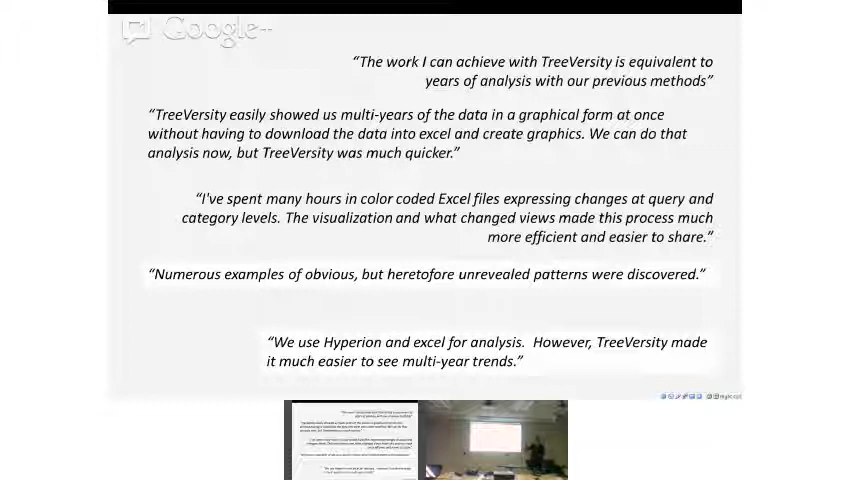 Google+
“The work I can achieve with TreeVersity is equivalent to
years of analysis with our previous methods”
“TreeVersity easily showed us multi-years of the data in a graphical form at once
without having to download the data into excel and create graphics. We can do that
analysis now, but TreeVersity was much quicker.”
“I've spent many hours in color coded Excel files expressing changes at query and
category levels. The visualization and what changed views made this process much
more efficient and easier to share.”
“Numerous examples of obvious, but heretofore unrevealed patterns were discovered.”
“We use Hyperion and excel for analysis.  However, TreeVersity made
it much easier to see multi-year trends.”